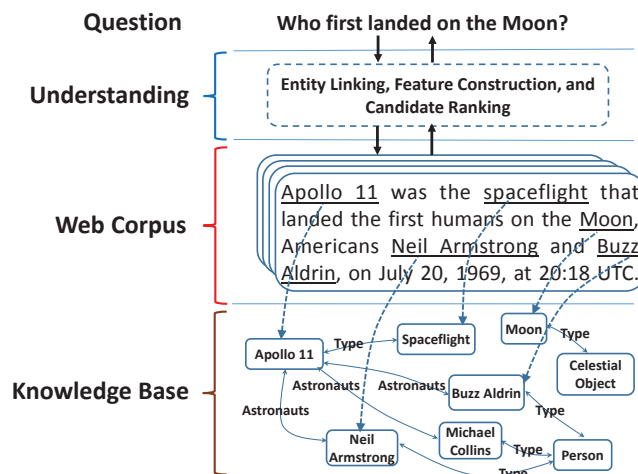 Question
Who first landed on the Moon?
Understanding
Entity Linking, Feature Construction, and
Candidate Ranking
Web Corpus
Apollo 11 was the spaceflight that
landed the first humans on the Moon,
Americans Neil Armstrong and Buzz
Aldrin, on July 20, 1969, at 20:18 UTC.
Knowledge Base
Apollo 11
Type
Spaceflight
Moon
Type
Celestial
Object
Astronauts
Astronauts
Buzz Aldrin
Astronauts
Type
Neil
Armstrong
Michael
Collins
Type
Person
Type